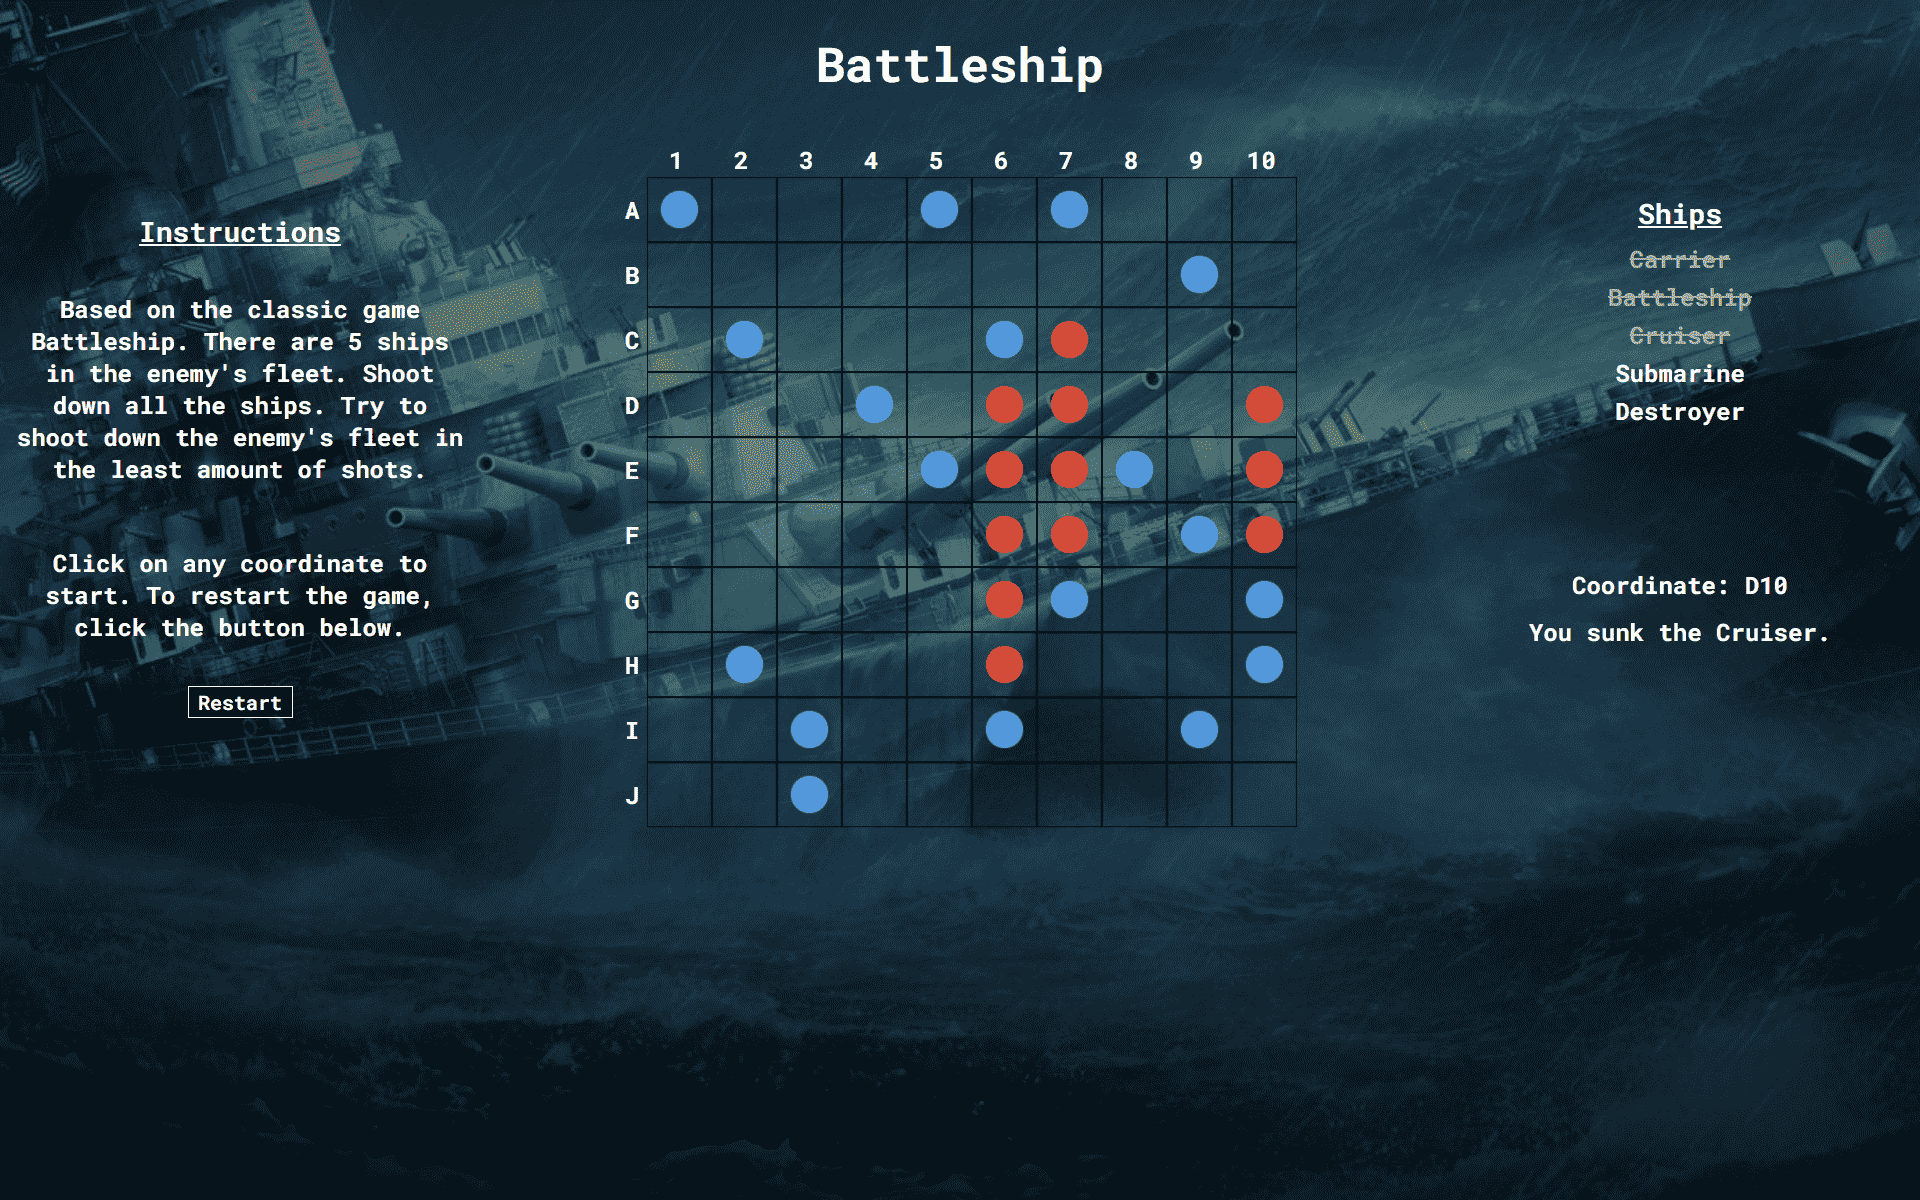 Battleship
Instructions
Based on the classic game
Battleship. There are 5 ships
in the enemy's fleet. Shoot
down all the ships. Try to
shoot down the enemy's fleet in
the least amount of shots.
Click on any coordinate to
start. To restart the game,
click the button below.
Restart
1 2 3 4 5 6 7 8 9 10
A
B
C
D
E
F
G
H
I
J
Ships
Carrier
Battleship
Cruiser
Submarine
Destroyer
Coordinate: D10
You sunk the Cruiser.